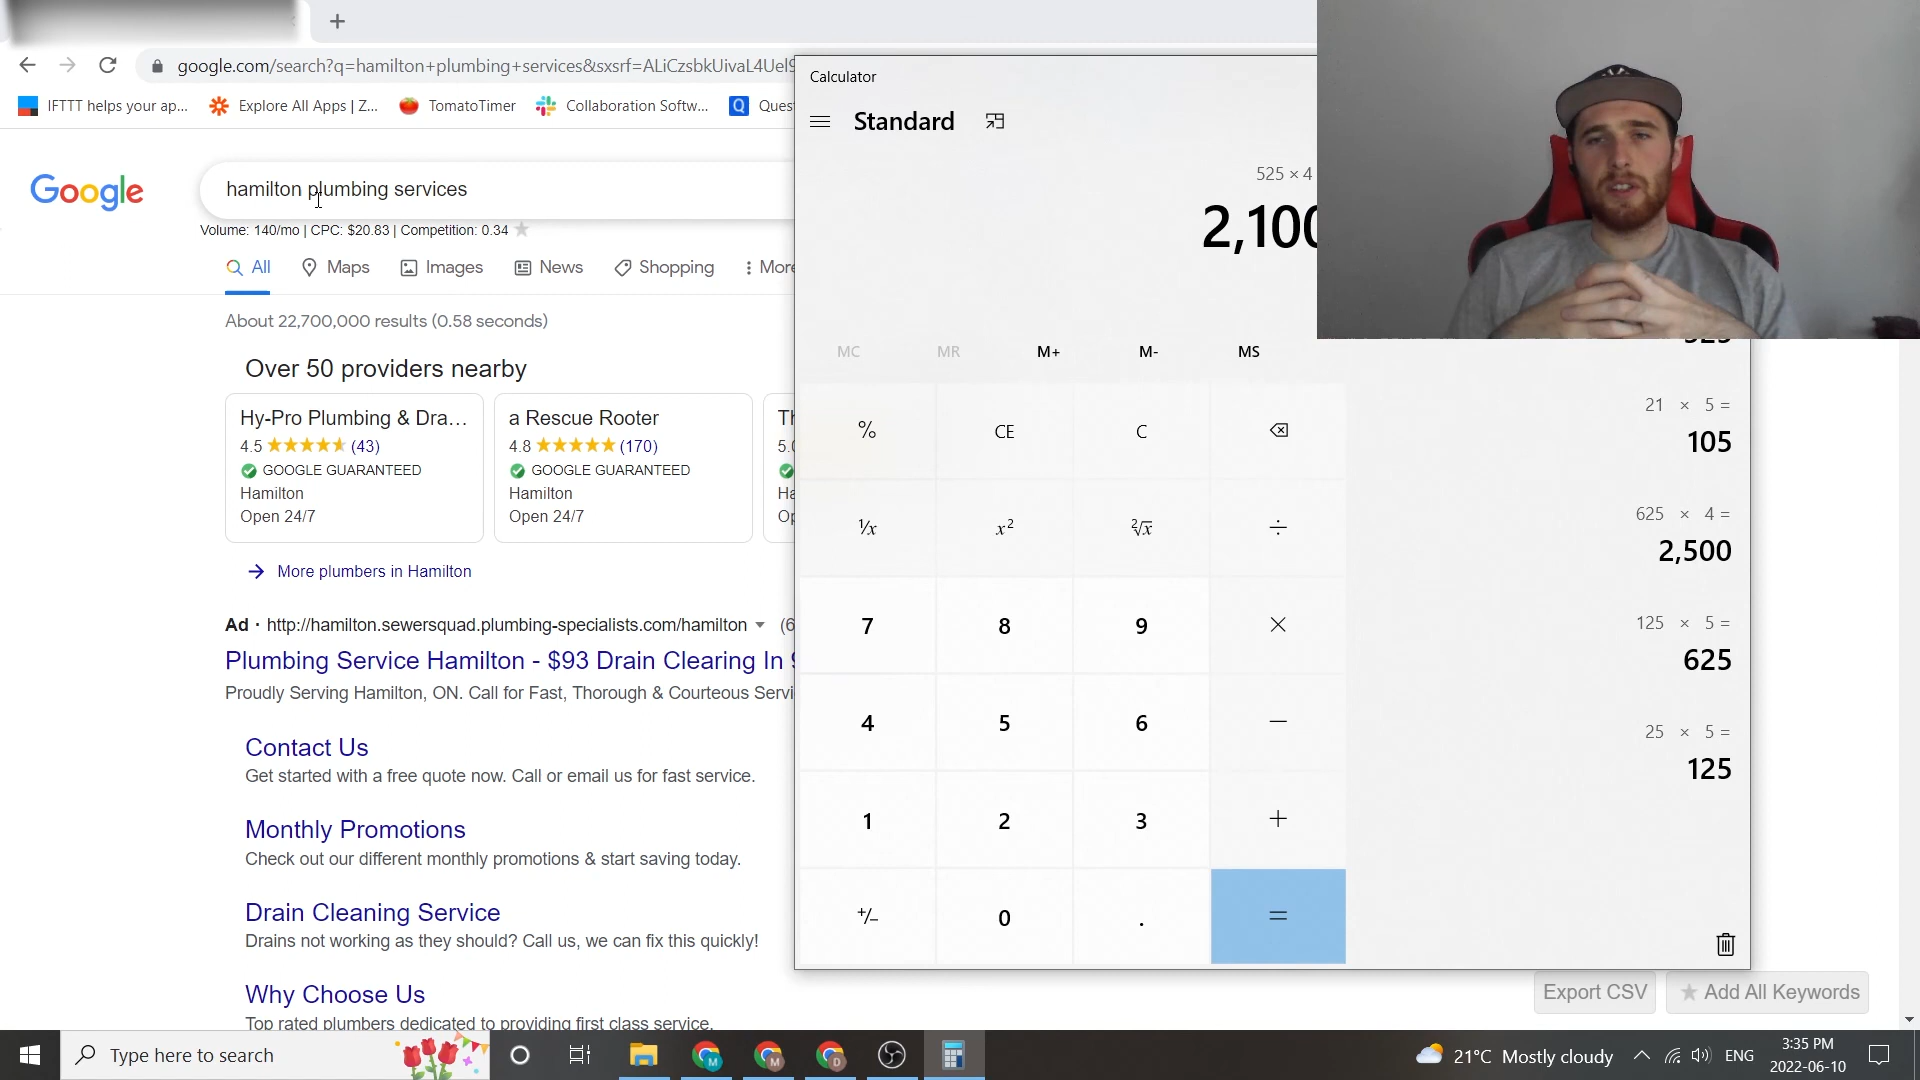 google.com/search?q=hamilton+plumbing+services&sxsrf=ALiCzsbkUivaL4Uel9
IFTTT helps your ap...
Explore All Apps | Z...
TomatoTimer
Collaboration Softw...
Quest
Google
hamilton plumbing services
Volume: 140/mo | CPC: $20.83 | Competition: 0.34
All
Maps
Images
News
Shopping
More
About 22,700,000 results (0.58 seconds)
Over 50 providers nearby
Hy-Pro Plumbing & Dra...
4.5 (43)
GOOGLE GUARANTEED
Hamilton
Open 24/7
a Rescue Rooter
4.8 (170)
GOOGLE GUARANTEED
Hamilton
Open 24/7
Th
5.0
Ha
Op
More plumbers in Hamilton
Ad · http://hamilton.sewersquad.plumbing-specialists.com/hamilton (6
Plumbing Service Hamilton - $93 Drain Clearing In 9
Proudly Serving Hamilton, ON. Call for Fast, Thorough & Courteous Servi
Contact Us
Get started with a free quote now. Call or email us for fast service.
Monthly Promotions
Check out our different monthly promotions & start saving today.
Drain Cleaning Service
Drains not working as they should? Call us, we can fix this quickly!
Why Choose Us
Top rated plumbers dedicated to providing first class service.
Calculator
Standard
525 × 4
2,100
MC MR M+ M- MS
% CE C
⅟x x² ²√x ÷
7 8 9 ×
4 5 6 −
1 2 3 +
+/− 0 . =
525
21 × 5 =
105
625 × 4 =
2,500
125 × 5 =
625
25 × 5 =
125
Export CSV
Add All Keywords
Type here to search
21°C Mostly cloudy
ENG
3:35 PM
2022-06-10